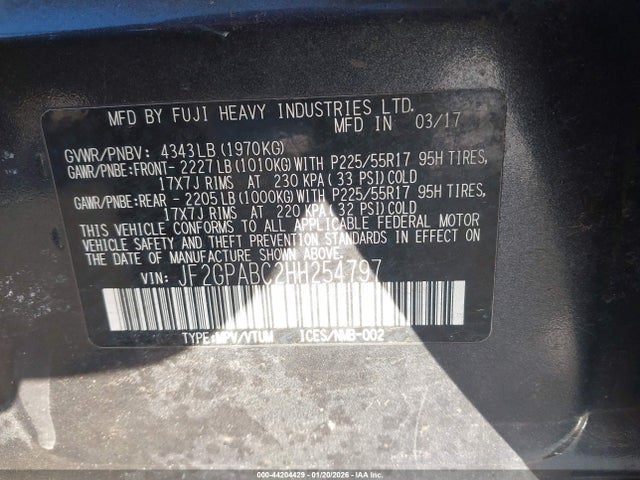 MFD BY FUJI HEAVY INDUSTRIES LTD.
MFD IN 03/17
GVWR/PNBV: 4343LB (1970KG)
GAWR/PNBE:FRONT- 2227LB(1010KG)WITH P225/55R17 95H TIRES,
17X7J RIMS AT 230 KPA(33 PSI)COLD
GAWR/PNBE:REAR - 2205LB(1000KG)WITH P225/55R17 95H TIRES,
17X7J RIMS AT 220 KPA(32 PSI)COLD
THIS VEHICLE CONFORMS TO ALL APPLICABLE FEDERAL MOTOR
VEHICLE SAFETY AND THEFT PREVENTION STANDARDS IN
EFFECT ON THE DATE OF MANUFACTURE SHOWN ABOVE.
VIN: JF2GPABC2HH254797
TYPE:MPV/VTUM ICES/NMB-002
000-44204429 - 01/20/2026 - IAA Inc.